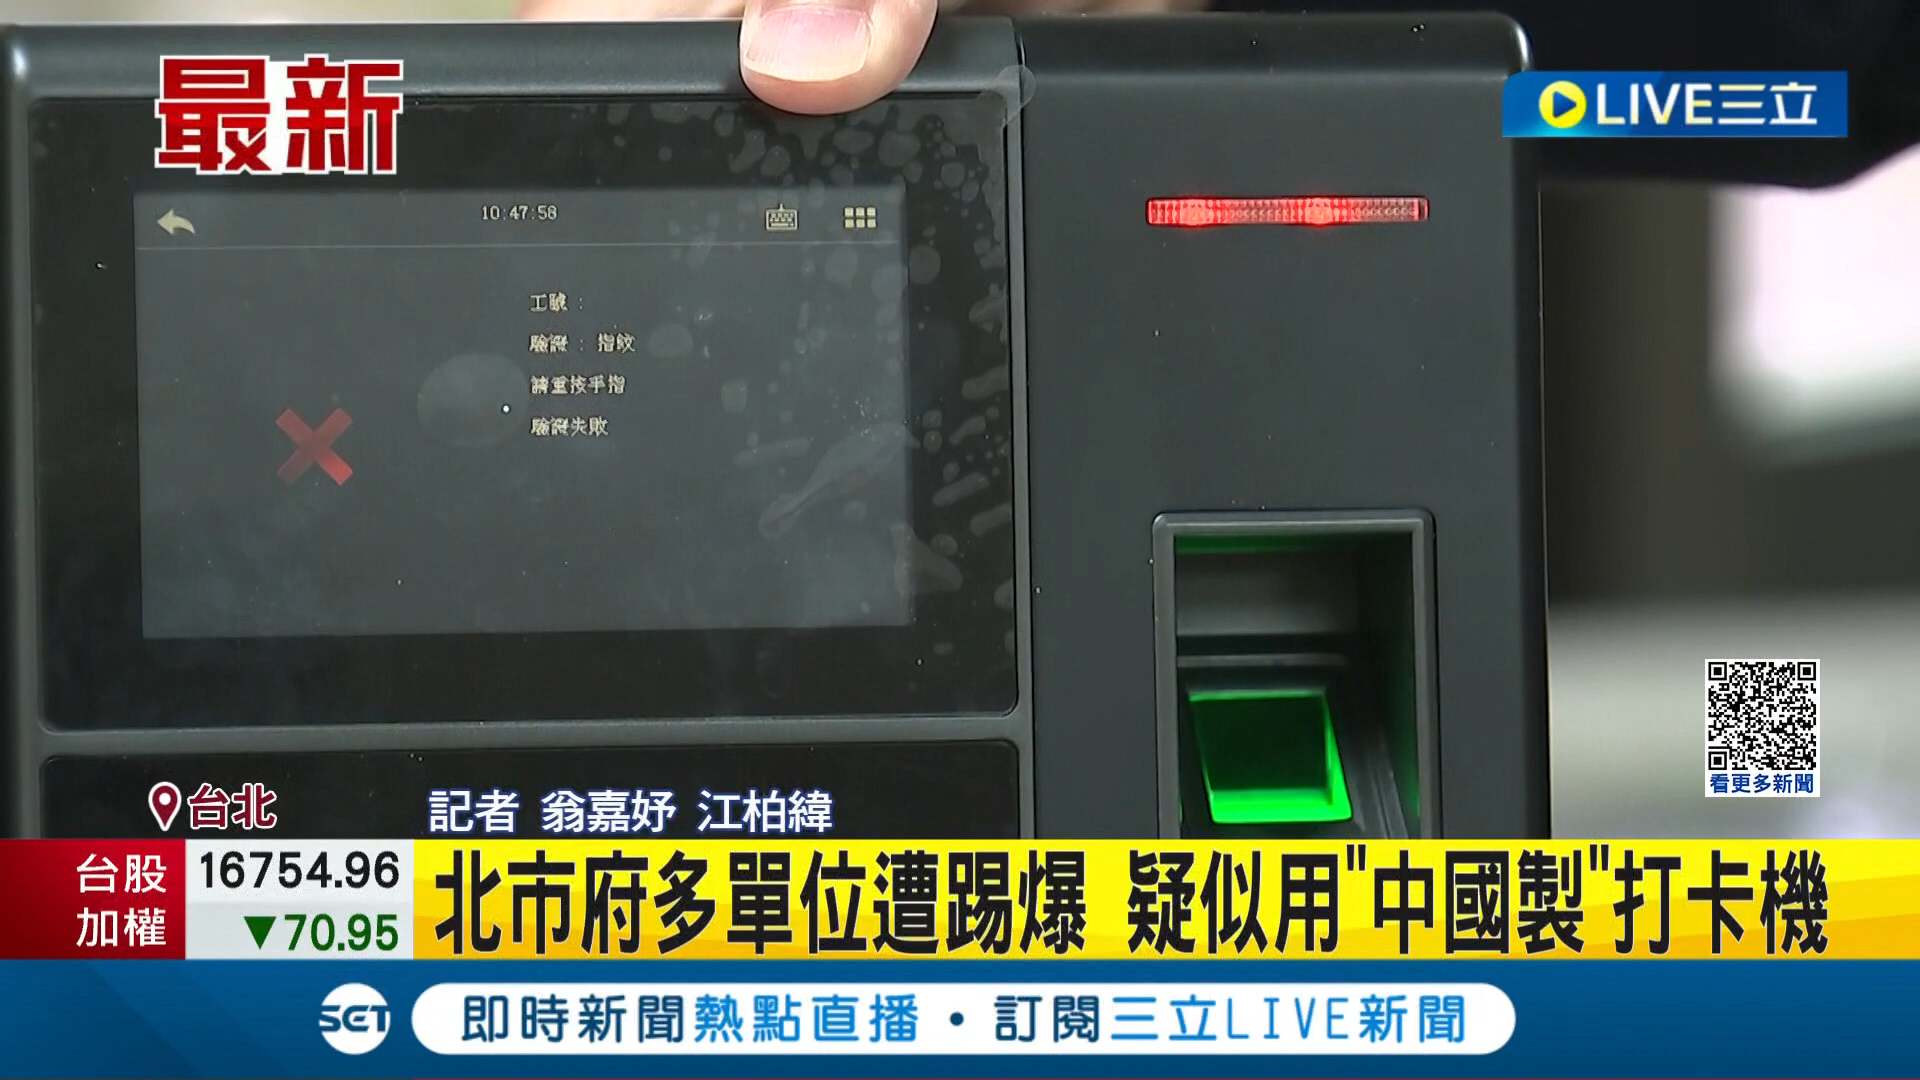 最新
LIVE三立
10:47:58
工號：
驗證：指紋
請重按手指
驗證失敗
看更多新聞
台北
記者 翁嘉妤 江柏緯
台股
加權
16754.96
▼70.95
北市府多單位遭踢爆 疑似用"中國製"打卡機
SET
即時新聞熱點直播・訂閱三立LIVE新聞